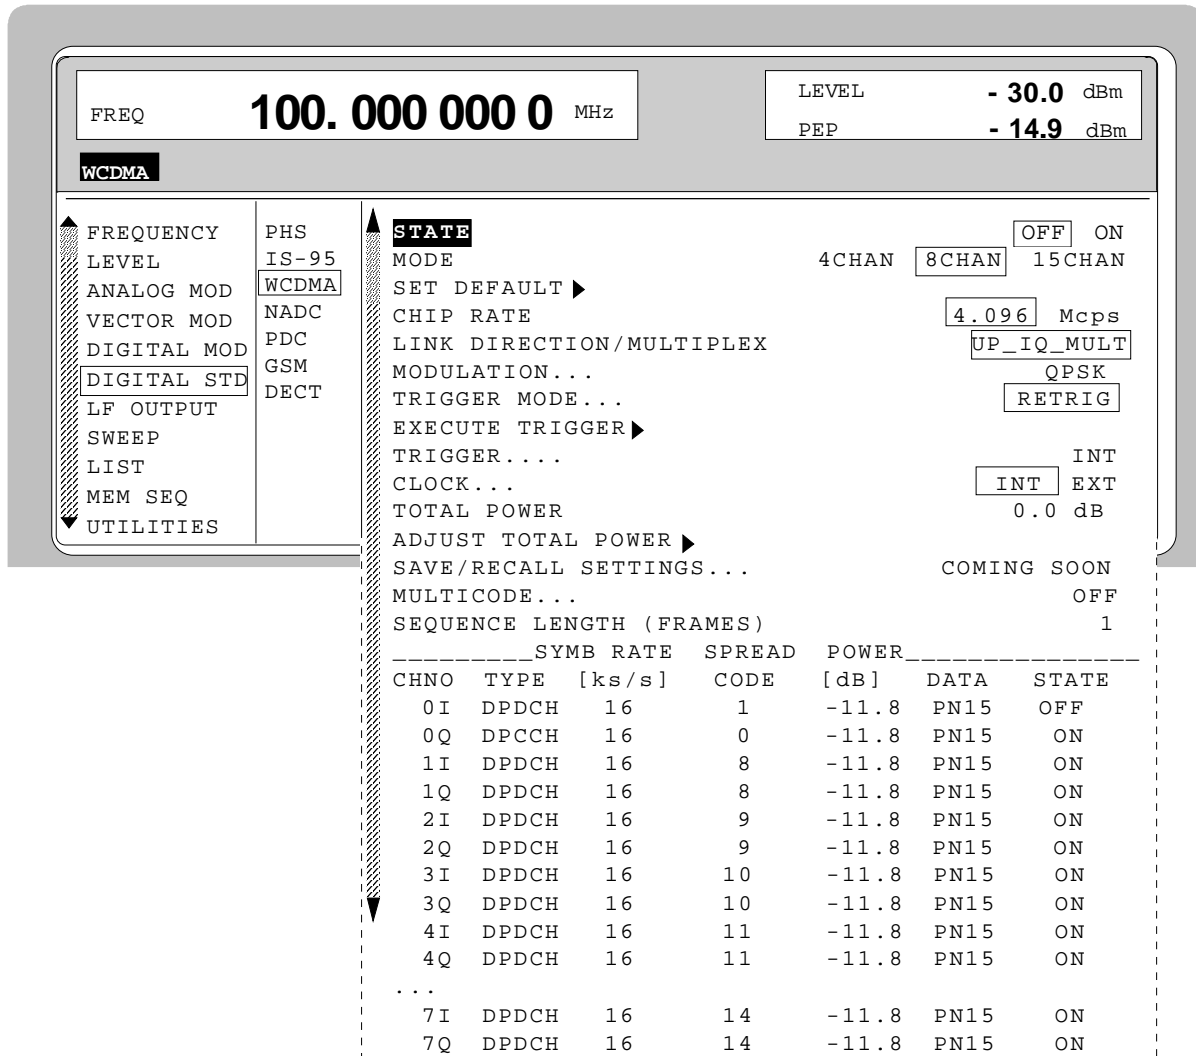 FREQ 100. 000 000 0 MHz
LEVEL - 30.0 dBm
PEP - 14.9 dBm
WCDMA
FREQUENCY
LEVEL
ANALOG MOD
VECTOR MOD
DIGITAL MOD
DIGITAL STD
LF OUTPUT
SWEEP
LIST
MEM SEQ
UTILITIES
PHS
IS-95
WCDMA
NADC
PDC
GSM
DECT
STATE OFF ON
MODE 4CHAN 8CHAN 15CHAN
SET DEFAULT
CHIP RATE 4.096 Mcps
LINK DIRECTION/MULTIPLEX UP_IQ_MULT
MODULATION... QPSK
TRIGGER MODE... RETRIG
EXECUTE TRIGGER
TRIGGER.... INT
CLOCK... INT EXT
TOTAL POWER 0.0 dB
ADJUST TOTAL POWER
SAVE/RECALL SETTINGS... COMING SOON
MULTICODE... OFF
SEQUENCE LENGTH (FRAMES) 1
_________SYMB RATE SPREAD POWER_______________
CHNO TYPE [ks/s] CODE [dB] DATA STATE
0I DPDCH 16 1 -11.8 PN15 OFF
0Q DPCCH 16 0 -11.8 PN15 ON
1I DPDCH 16 8 -11.8 PN15 ON
1Q DPDCH 16 8 -11.8 PN15 ON
2I DPDCH 16 9 -11.8 PN15 ON
2Q DPDCH 16 9 -11.8 PN15 ON
3I DPDCH 16 10 -11.8 PN15 ON
3Q DPDCH 16 10 -11.8 PN15 ON
4I DPDCH 16 11 -11.8 PN15 ON
4Q DPDCH 16 11 -11.8 PN15 ON
...
7I DPDCH 16 14 -11.8 PN15 ON
7Q DPDCH 16 14 -11.8 PN15 ON